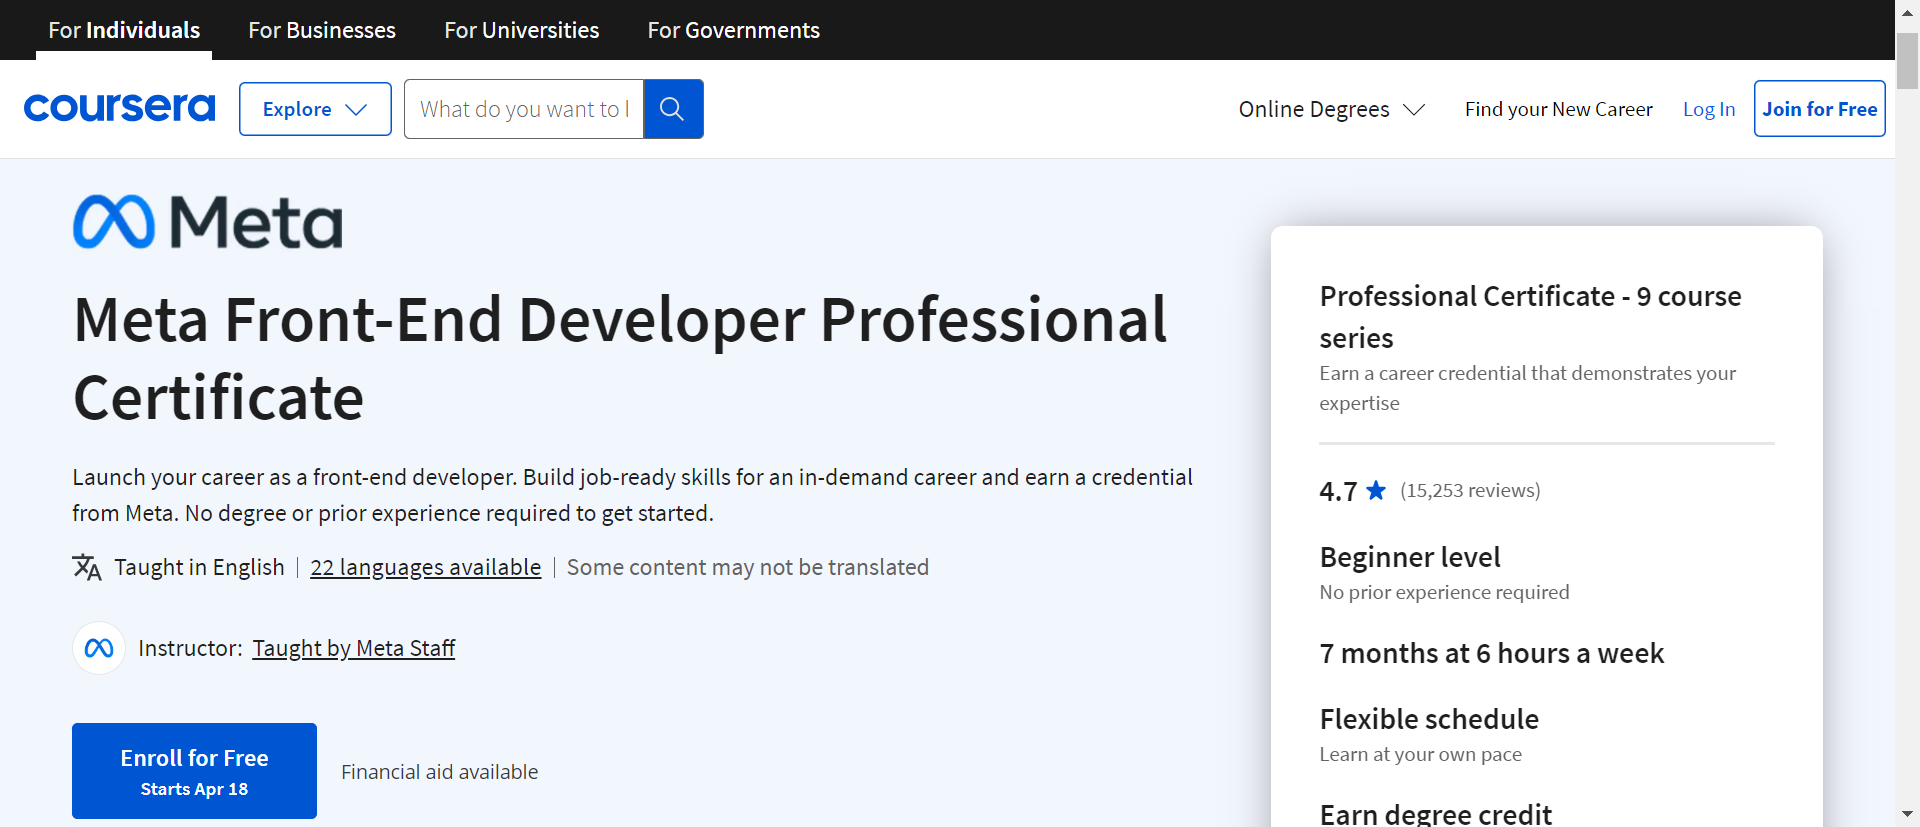 For Individuals For Businesses For Universities For Governments
coursera Explore What do you want to l Online Degrees Find your New Career Log In Join for Free
Meta
Meta Front-End Developer Professional
Certificate
Launch your career as a front-end developer. Build job-ready skills for an in-demand career and earn a credential
from Meta. No degree or prior experience required to get started.
Taught in English 22 languages available Some content may not be translated
Instructor: Taught by Meta Staff
Enroll for Free
Starts Apr 18
Financial aid available
Professional Certificate - 9 course
series
Earn a career credential that demonstrates your
expertise
4.7 (15,253 reviews)
Beginner level
No prior experience required
7 months at 6 hours a week
Flexible schedule
Learn at your own pace
Earn degree credit